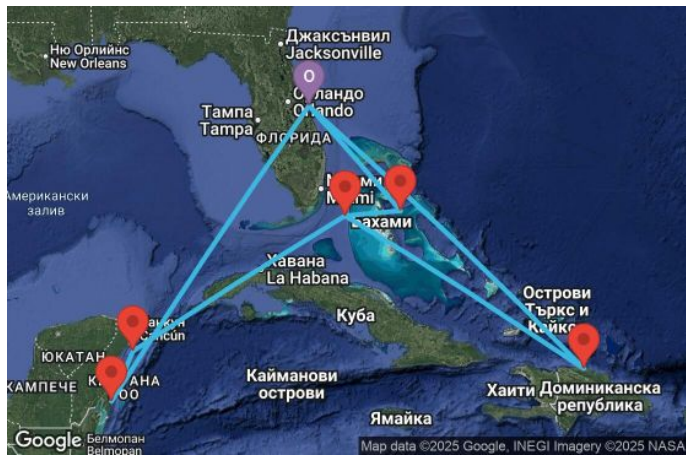 Джаксънвил
Jacksonville
Ню Орлийнс
New Orleans
O
Орландо
Orlando
Тампа
Tampa
ФЛОРИДА
Американски
залив
Miami
Бахами
Хавана
La Habana
Куба
Острови
Търкс и
Кайкос
Cancún
ЮКАТАН
КАМПЕЧЕ
Кайманови
острови
Хаити
Доминиканска
република
Ямайка
Белмопан
Belmopan
Google
Map data ©2025 Google, INEGI Imagery ©2025 NASA